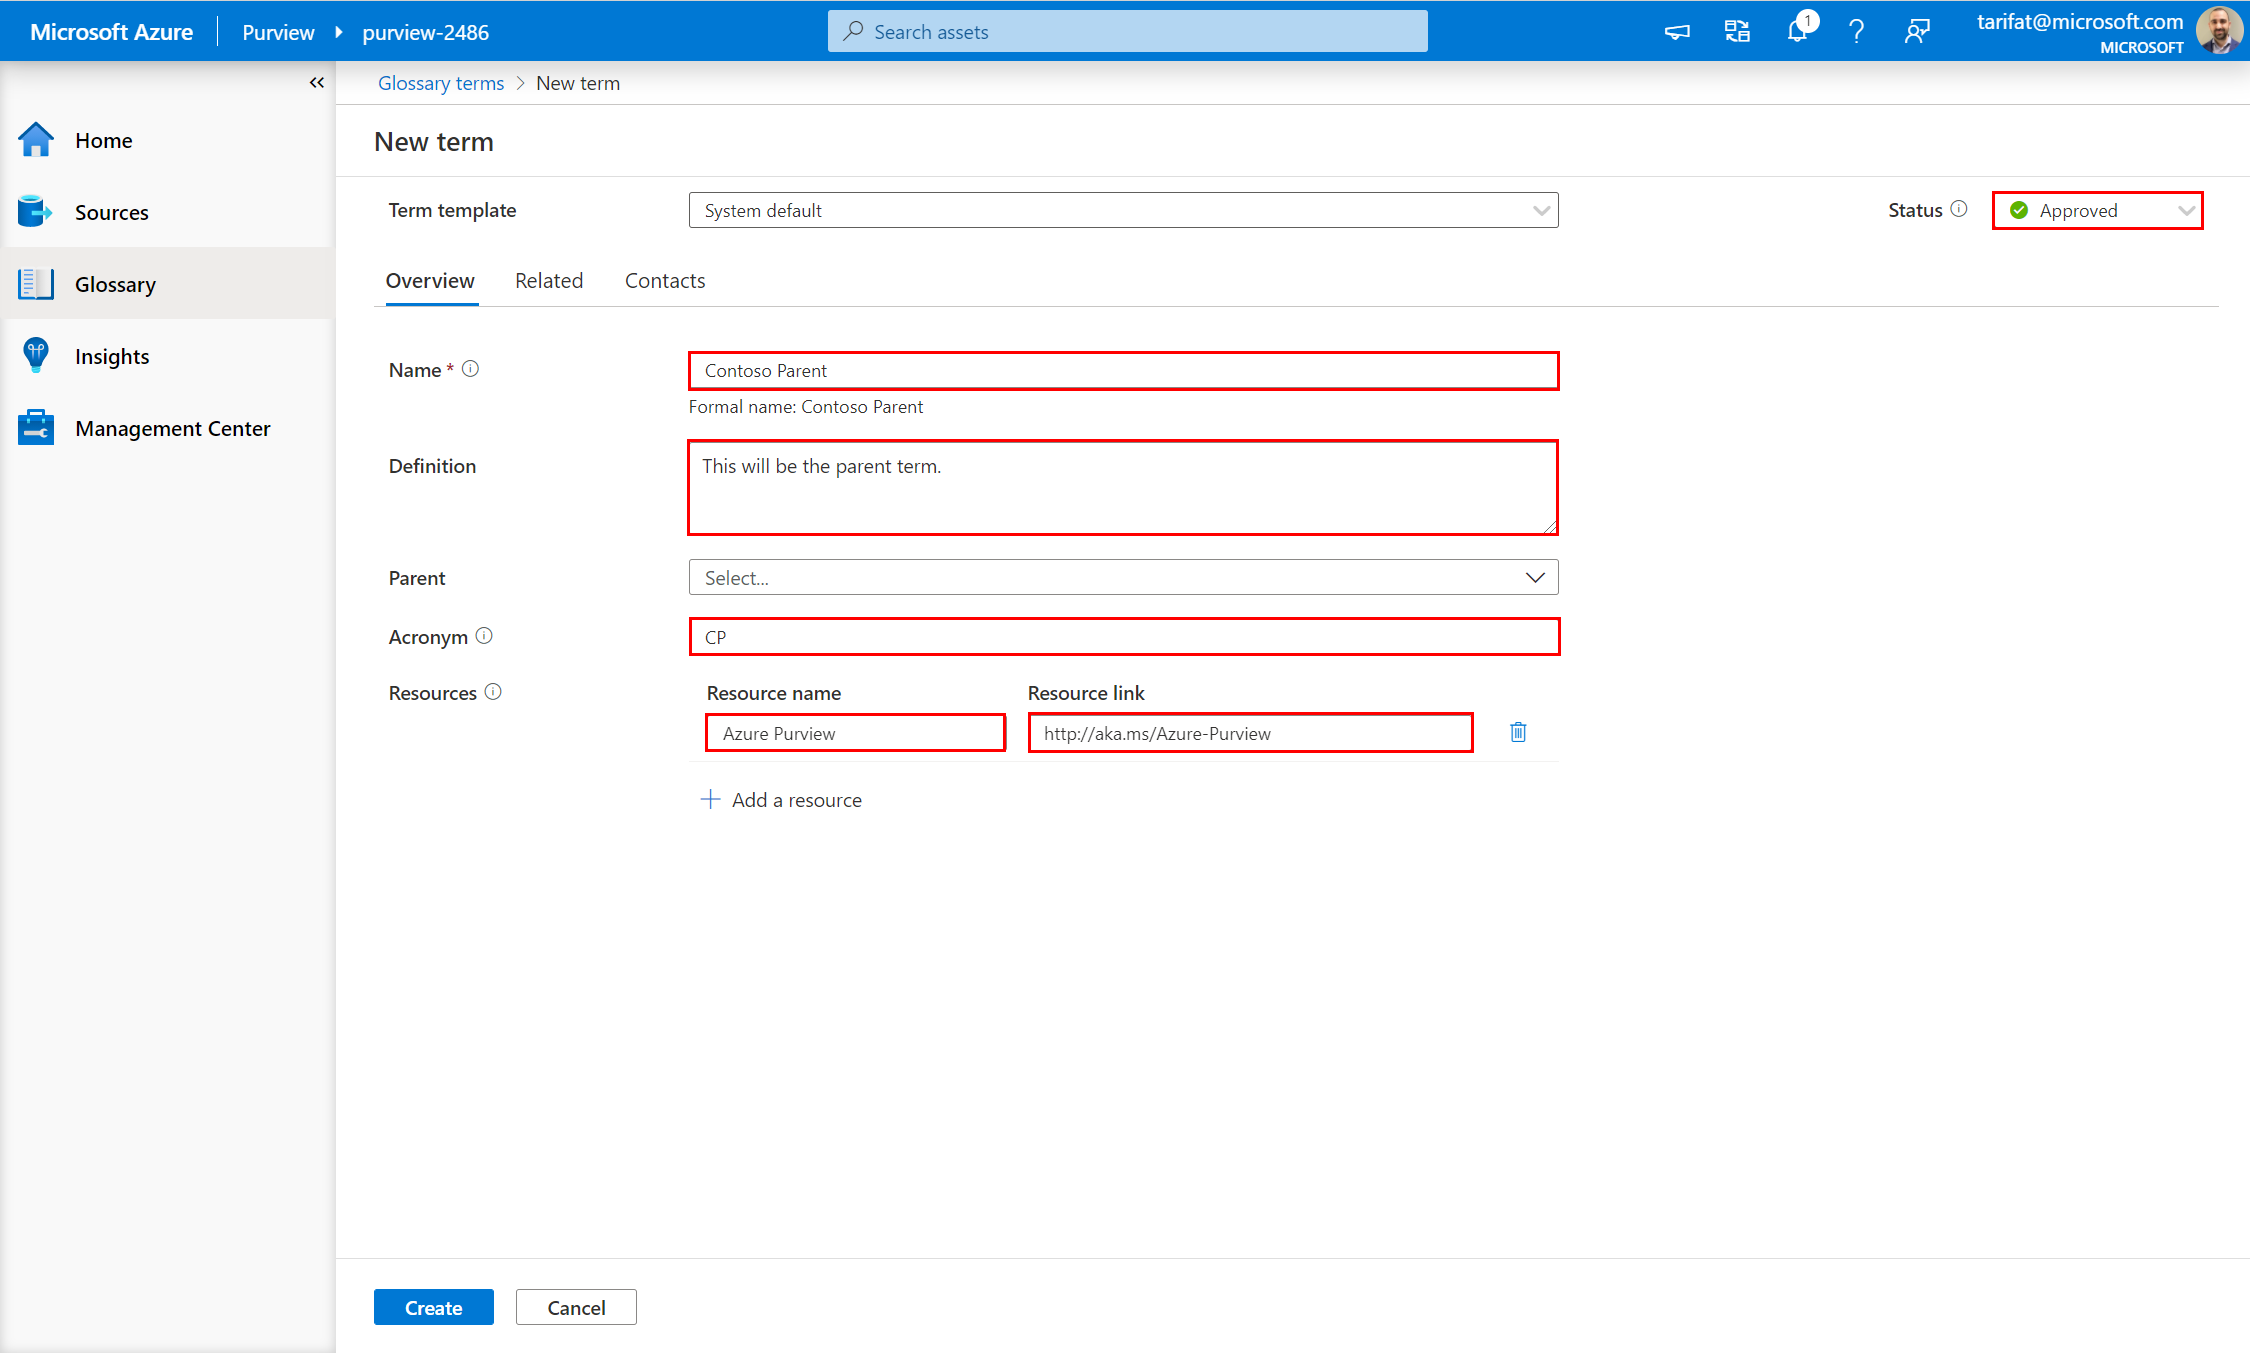 Microsoft Azure
Purview
purview-2486
Search assets
1
tarifat@microsoft.com
MICROSOFT
Home
Sources
Glossary
Insights
Management Center
Glossary terms > New term
New term
Term template
System default
Status
Approved
Overview
Related
Contacts
Name *
Contoso Parent
Formal name: Contoso Parent
Definition
This will be the parent term.
Parent
Select...
Acronym
CP
Resources
Resource name
Resource link
Azure Purview
http://aka.ms/Azure-Purview
Add a resource
Create
Cancel